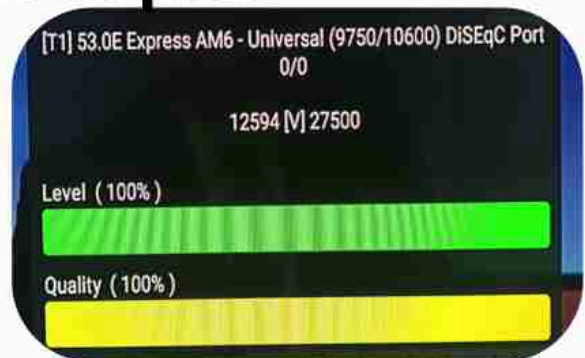 [T1] 53.0E Express AM6 - Universal (9750/10600) DiSEqC Port
0/0
12594 [V] 27500
Level ( 100% )
Quality ( 100% )